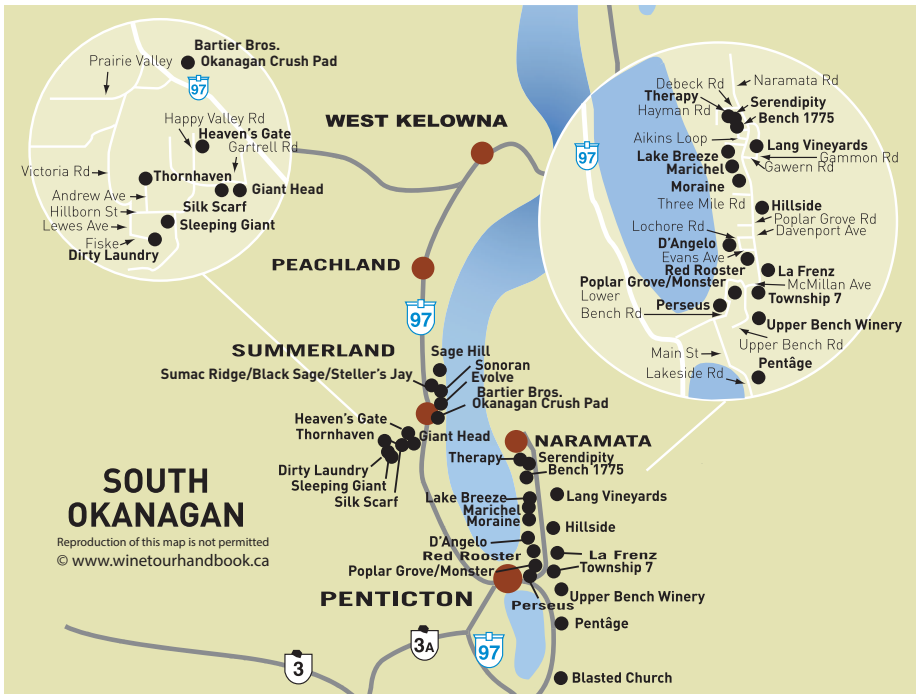 Bartier Bros.
Prairie Valley
Okanagan Crush Pad
97
Happy Valley Rd
Heaven's Gate
Gartrell Rd
Victoria Rd
Thornhaven
Giant Head
Andrew Ave
Silk Scarf
Hillborn St
Sleeping Giant
Lewes Ave
Fiske
Dirty Laundry
WEST KELOWNA
PEACHLAND
97
SUMMERLAND
Sage Hill
Sonoran
Sumac Ridge/Black Sage/Steller's Jay
Evolve
Bartier Bros.
Okanagan Crush Pad
Heaven's Gate
Thornhaven
Giant Head
Dirty Laundry
Sleeping Giant
Silk Scarf
NARAMATA
Therapy
Serendipity
Bench 1775
Lake Breeze
Lang Vineyards
Marichel
Moraine
Hillside
D'Angelo
Red Rooster
La Frenz
Poplar Grove/Monster
Township 7
PENTICTON
Perseus
Upper Bench Winery
Pentâge
Blasted Church
3
3A
97
SOUTH
OKANAGAN
Reproduction of this map is not permitted
© www.winetourhandbook.ca
97
Debeck Rd
Naramata Rd
Therapy
Serendipity
Hayman Rd
Bench 1775
Aikins Loop
Lang Vineyards
Lake Breeze
Gammon Rd
Marichel
Gawern Rd
Moraine
Three Mile Rd
Hillside
Poplar Grove Rd
Lochore Rd
Davenport Ave
D'Angelo
Evans Ave
Red Rooster
La Frenz
Poplar Grove/Monster
McMillan Ave
Lower
Bench Rd
Perseus
Township 7
Upper Bench Winery
Upper Bench Rd
Main St
Pentâge
Lakeside Rd